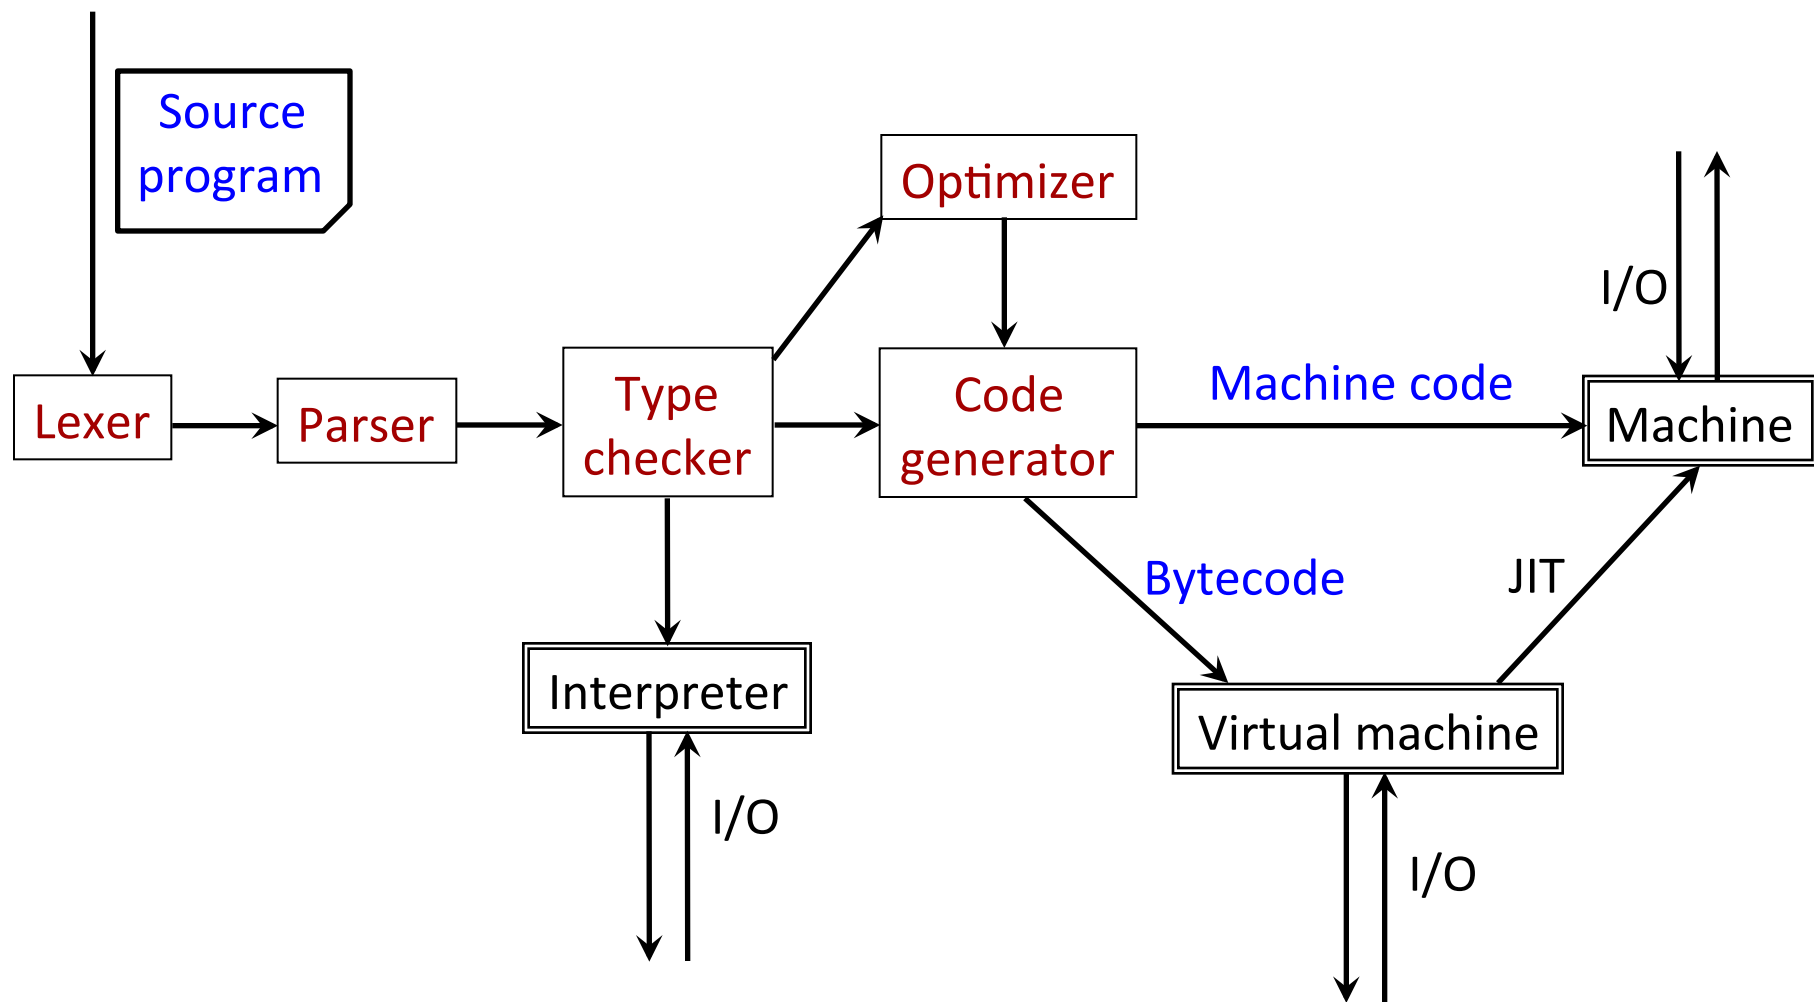 Source
program
Optimizer
I/O
Lexer
Parser
Type
checker
Code
generator
Machine code
Machine
Bytecode
JIT
Interpreter
Virtual machine
I/O
I/O